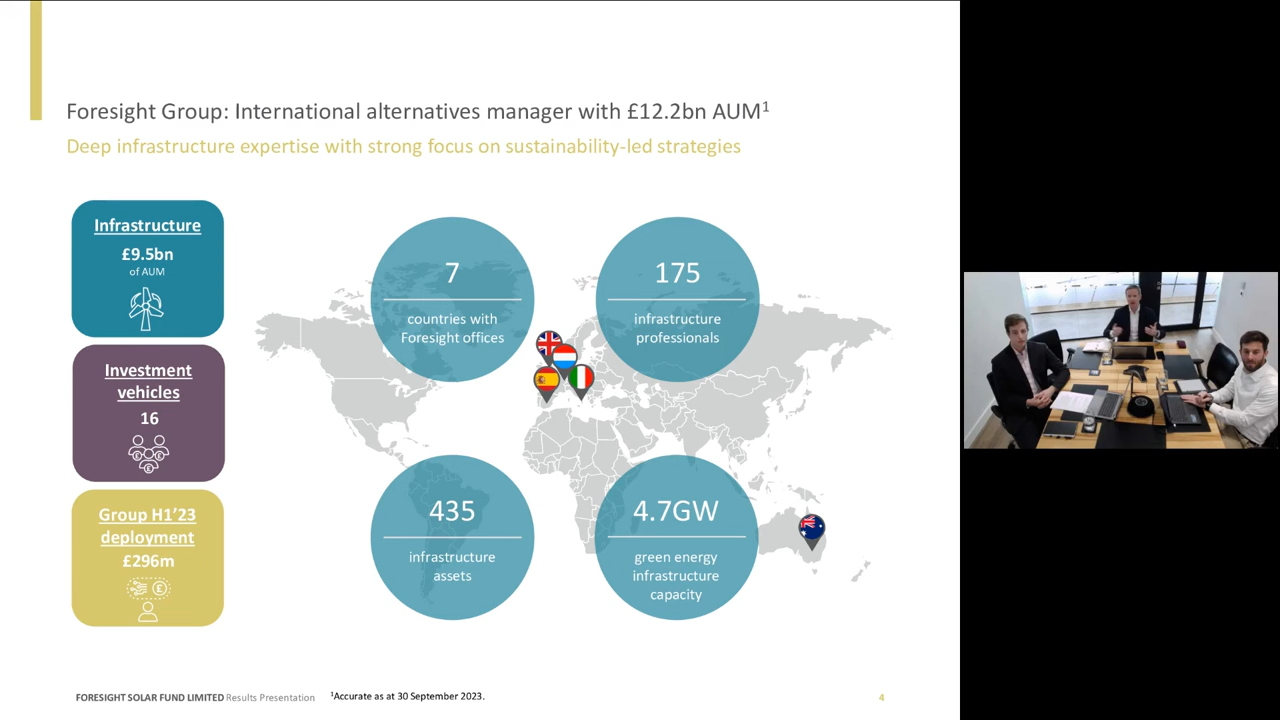 Foresight Group: International alternatives manager with £12.2bn AUM¹
Deep infrastructure expertise with strong focus on sustainability-led strategies
Infrastructure
£9.5bn
of AUM
Investment
vehicles
16
Group H1’23
deployment
£296m
7
countries with
Foresight offices
175
infrastructure
professionals
435
infrastructure
assets
4.7GW
green energy
infrastructure
capacity
FORESIGHT SOLAR FUND LIMITED Results Presentation
¹Accurate as at 30 September 2023.
4